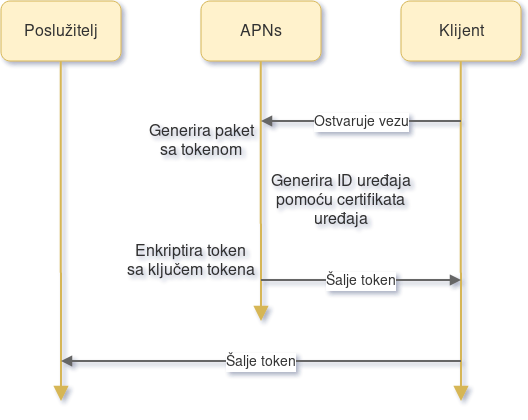 Poslužitelj
APNs
Klijent
Ostvaruje vezu
Generira paket
sa tokenom
Generira ID uređaja
pomoću certifikata
uređaja
Enkriptira token
sa ključem tokena
Šalje token
Šalje token